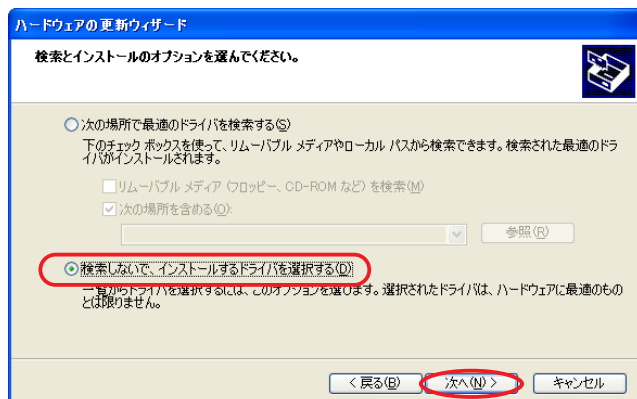 ハードウェアの更新ウィザード
検索とインストールのオプションを選んでください。
次の場所で最適のドライバを検索する(S)
下のチェック ボックスを使って、リムーバブル メディアやローカル パスから検索できます。検索された最適のドラ
イバがインストールされます。
リムーバブル メディア (フロッピー、CD-ROM など) を検索(M)
次の場所を含める(O):
参照(R)
検索しないで、インストールするドライバを選択する(D)
一覧からドライバを選択するには、このオプションを選びます。選択されたドライバは、ハードウェアに最適のもの
とは限りません。
< 戻る(B)
次へ(N) >
キャンセル